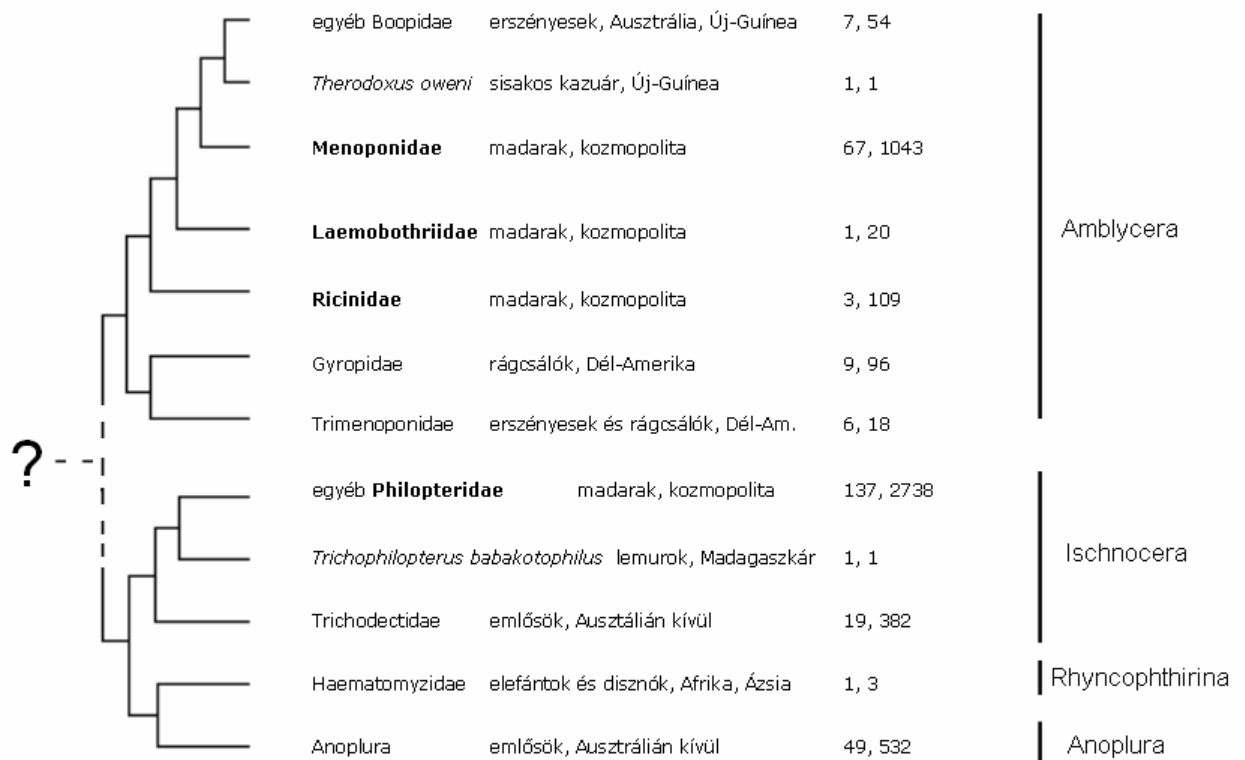 egyéb Boopidae erszényesek, Ausztrália, Új-Guínea 7, 54
Therodoxus oweni sisakos kazuár, Új-Guínea 1, 1
Menoponidae madarak, kozmopolita 67, 1043
Laemobothriidae madarak, kozmopolita 1, 20
Amblycera
Ricinidae madarak, kozmopolita 3, 109
Gyropidae rágcsálók, Dél-Amerika 9, 96
Trimenoponidae erszényesek és rágcsálók, Dél-Am. 6, 18
?
egyéb Philopteridae madarak, kozmopolita 137, 2738
Trichophilopterus babakotophilus lemurok, Madagaszkár 1, 1
Ischnocera
Trichodectidae emlősök, Ausztálián kívül 19, 382
Haematomyzidae elefántok és disznók, Afrika, Ázsia 1, 3
Rhyncophthirina
Anoplura emlősök, Ausztrálián kívül 49, 532
Anoplura